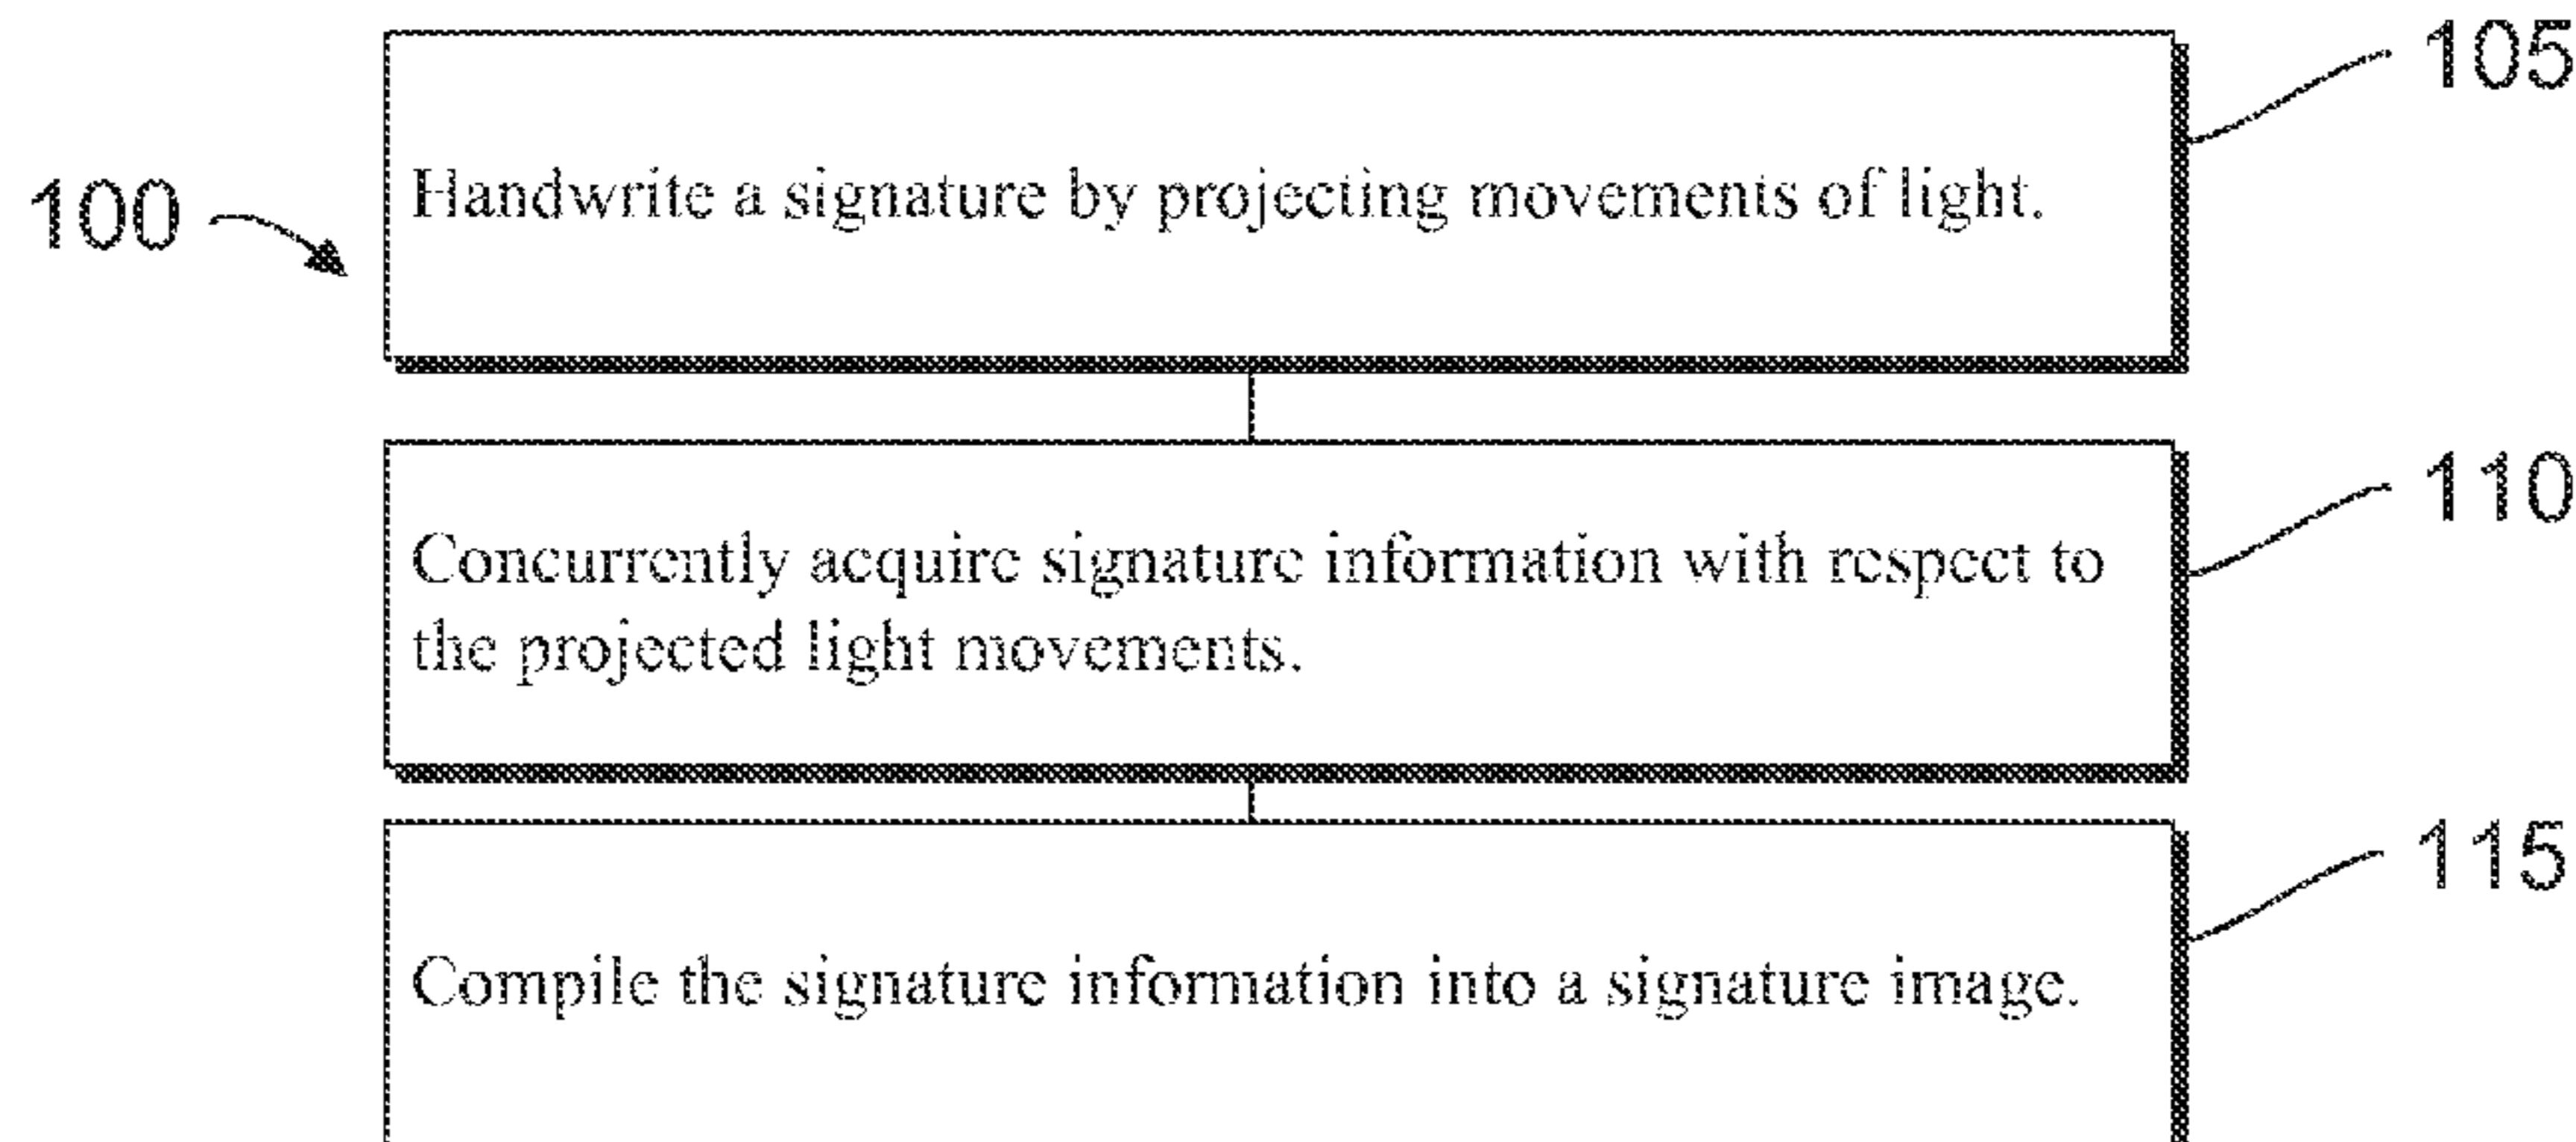 105
100
Handwrite a signature by projecting movements of light.
110
Concurrently acquire signature information with respect to
the projected light movements.
115
Compile the signature information into a signature image.